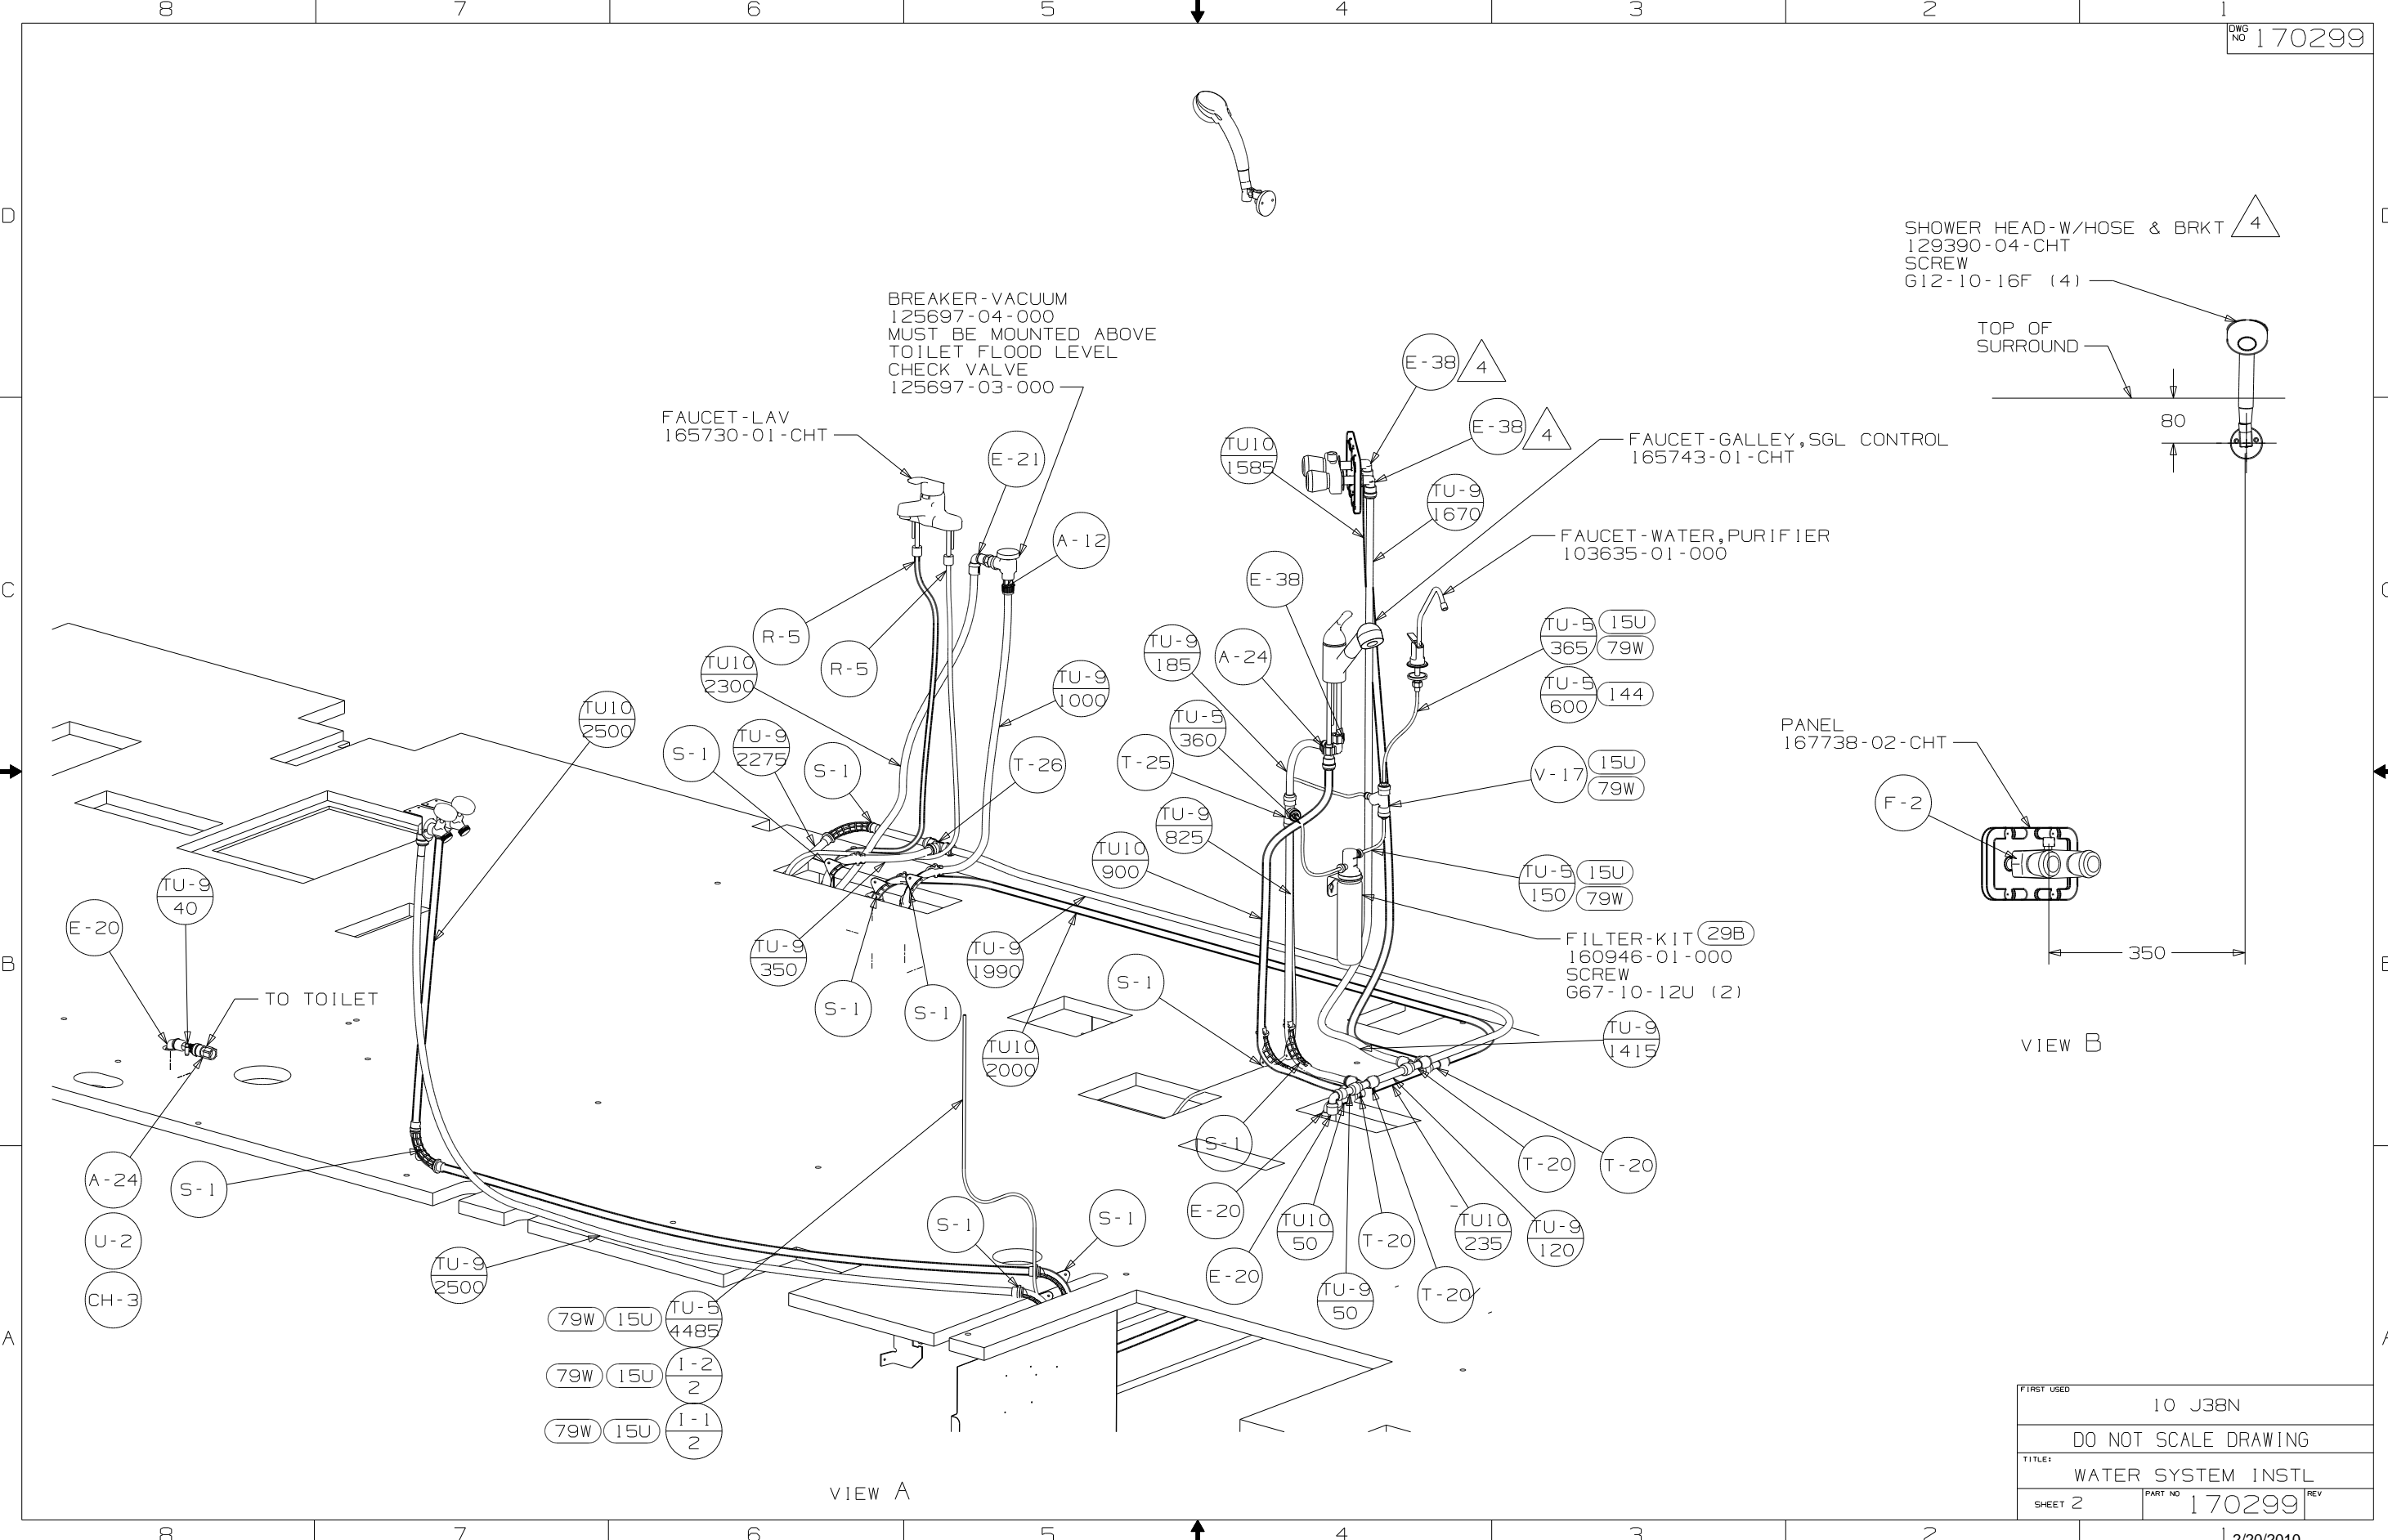 8 7 6 5 4 3 2 1
DWG NO 170299
D
SHOWER HEAD-W/HOSE & BRKT 4
129390-04-CHT
SCREW
G12-10-16F (4)
TOP OF
SURROUND
80
BREAKER-VACUUM
125697-04-000
MUST BE MOUNTED ABOVE
TOILET FLOOD LEVEL
CHECK VALVE
125697-03-000
E-38 4
E-38 4
FAUCET-LAV
165730-01-CHT
E-21
TU10
1585
FAUCET-GALLEY,SGL CONTROL
165743-01-CHT
TU-9
1670
A-12
FAUCET-WATER,PURIFIER
103635-01-000
E-38
C
R-5
R-5
TU-9
185
A-24
TU-5
365
15U
79W
TU10
2300
TU-9
1000
TU-5
600
144
TU10
2500
TU-5
360
PANEL
167738-02-CHT
S-1
TU-9
2275
S-1
T-26
T-25
V-17
15U
79W
F-2
TU-9
825
TU10
900
TU-5
150
15U
79W
TU-9
40
E-20
TU-9
350
TU-9
1990
FILTER-KIT 29B
160946-01-000
SCREW
G67-10-12U (2)
350
B
TO TOILET
S-1
S-1
S-1
TU10
2000
TU-9
1415
VIEW B
S-1
T-20
T-20
A-24
S-1
U-2
CH-3
E-20
TU10
50
T-20
TU10
235
TU-9
120
S-1
S-1
TU-9
2500
E-20
TU-9
50
T-20
79W 15U TU-5
4485
79W 15U I-2
2
79W 15U I-1
2
A
VIEW A
FIRST USED
10 J38N
DO NOT SCALE DRAWING
TITLE:
WATER SYSTEM INSTL
SHEET 2
PART NO 170299 REV
8 7 6 5 4 3 2 1